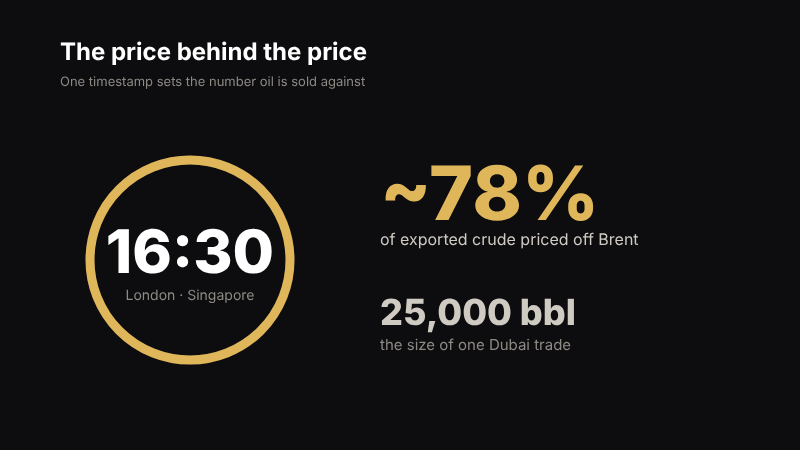 The price behind the price
One timestamp sets the number oil is sold against
16:30
London · Singapore
~78%
of exported crude priced off Brent
25,000 bbl
the size of one Dubai trade